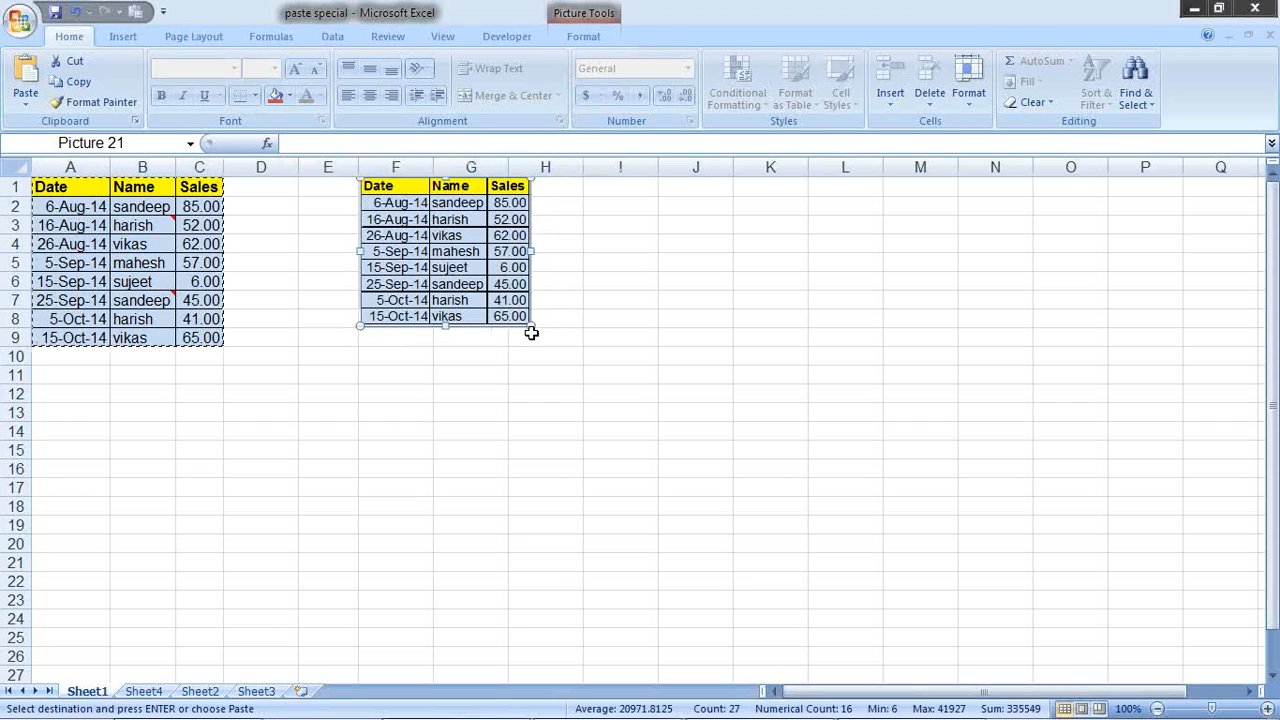 paste special - Microsoft Excel
Picture Tools
Home Insert Page Layout Formulas Data Review View Developer Format
Paste
Cut
Copy
Format Painter
Clipboard
Font
Wrap Text
Merge & Center
Alignment
General
$ % ,
Number
Conditional Formatting
Format as Table
Cell Styles
Styles
Insert Delete Format
Cells
AutoSum
Fill
Clear
Sort & Filter
Find & Select
Editing
Picture 21
fx
A B C D E F G H I J K L M O P Q
N
1 Date Name Sales
2 6-Aug-14 sandeep 85.00
3 16-Aug-14 harish 52.00
4 26-Aug-14 vikas 62.00
5 5-Sep-14 mahesh 57.00
6 15-Sep-14 sujeet 6.00
7 25-Sep-14 sandeep 45.00
8 5-Oct-14 harish 41.00
9 15-Oct-14 vikas 65.00
Date Name Sales
6-Aug-14 sandeep 85.00
16-Aug-14 harish 52.00
26-Aug-14 vikas 62.00
5-Sep-14 mahesh 57.00
15-Sep-14 sujeet 6.00
25-Sep-14 sandeep 45.00
5-Oct-14 harish 41.00
15-Oct-14 vikas 65.00
10
11
12
13
14
15
16
17
18
19
20
21
22
23
24
25
26
27
Sheet1 Sheet4 Sheet2 Sheet3
Select destination and press ENTER or choose Paste
Average: 20971.8125 Count: 27 Numerical Count: 16 Min: 6 Max: 41927 Sum: 335549 100%